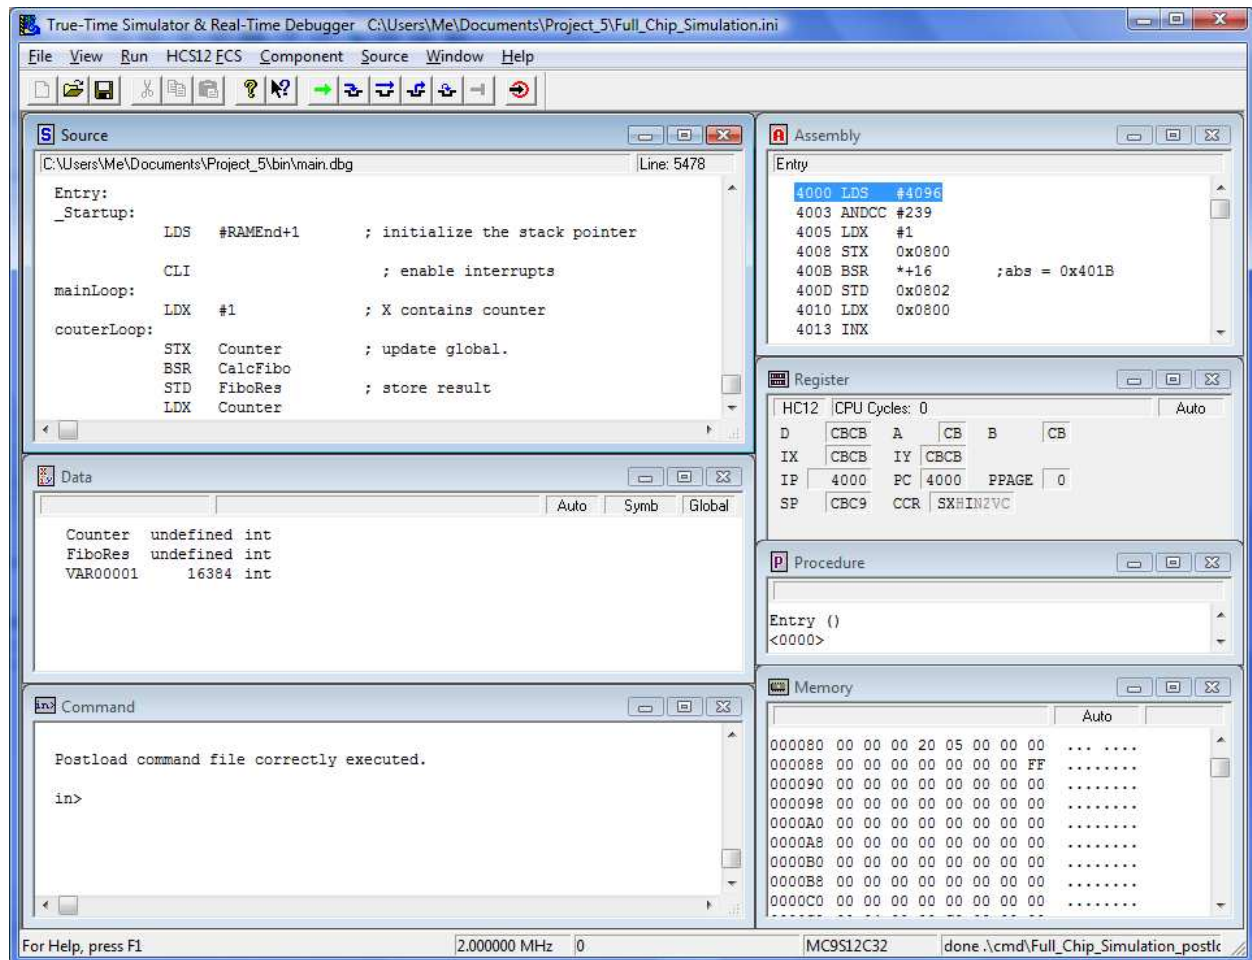 True-Time Simulator & Real-Time Debugger C:\Users\Me\Documents\Project_5\Full_Chip_Simulation.ini
File View Run HCS12 FCS Component Source Window Help
S Source
C:\Users\Me\Documents\Project_5\bin\main.dbg Line: 5478
Entry:
_Startup:
LDS #RAMEnd+1 ; initialize the stack pointer
CLI ; enable interrupts
mainLoop:
LDX #1 ; X contains counter
couterLoop:
STX Counter ; update global.
BSR CalcFibo
STD FiboRes ; store result
LDX Counter
Data
Auto Symb Global
Counter undefined int
FiboRes undefined int
VAR00001 16384 int
in> Command
Postload command file correctly executed.
in>
A Assembly
Entry
4000 LDS #4096
4003 ANDCC #239
4005 LDX #1
4008 STX 0x0800
400B BSR *+16 ;abs = 0x401B
400D STD 0x0802
4010 LDX 0x0800
4013 INX
Register
HC12 CPU Cycles: 0 Auto
D CBCB A CB B CB
IX CBCB IY CBCB
IP 4000 PC 4000 PPAGE 0
SP CBC9 CCR SXHINZVC
P Procedure
Entry ()
<0000>
Memory
Auto
000080 00 00 00 20 05 00 00 00 ... ....
000088 00 00 00 00 00 00 00 FF ........
000090 00 00 00 00 00 00 00 00 ........
000098 00 00 00 00 00 00 00 00 ........
0000A0 00 00 00 00 00 00 00 00 ........
0000A8 00 00 00 00 00 00 00 00 ........
0000B0 00 00 00 00 00 00 00 00 ........
0000B8 00 00 00 00 00 00 00 00 ........
0000C0 00 00 00 00 00 00 00 00 ........
For Help, press F1 2.000000 MHz 0 MC9S12C32 done .\cmd\Full_Chip_Simulation_postlc